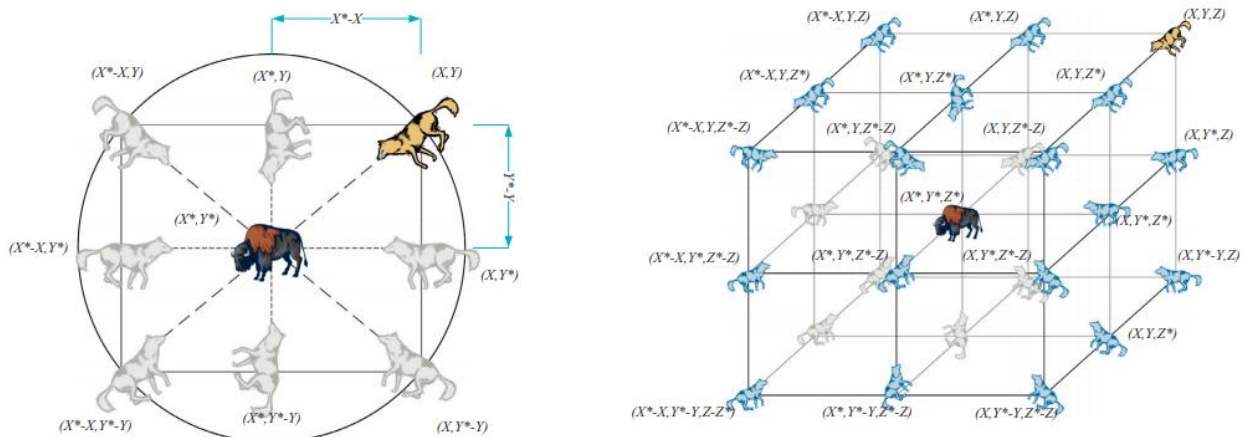 X*-X
(X*-X,Y)
(X*,Y)
(X,Y)
Y*-Y
(X*,Y*)
(X*-X,Y*)
(X,Y*)
(X*-X,Y*-Y)
(X*,Y*-Y)
(X,Y*-Y)
(X*-X,Y,Z)
(X*,Y,Z)
(X,Y,Z)
(X*-X,Y,Z*)
(X*,Y,Z*)
(X,Y,Z*)
(X*-X,Y,Z*-Z)
(X*,Y,Z*-Z)
(X,Y,Z*-Z)
(X,Y*,Z)
(X*,Y*,Z*)
(X,Y*,Z*)
(X*-X,Y*,Z*-Z)
(X*,Y*,Z*-Z)
(X,Y*,Z*-Z)
(X,Y*-Y,Z)
(X,Y,Z*)
(X*-X,Y*-Y,Z-Z*)
(X*,Y*-Y,Z*-Z)
(X,Y*-Y,Z*-Z)